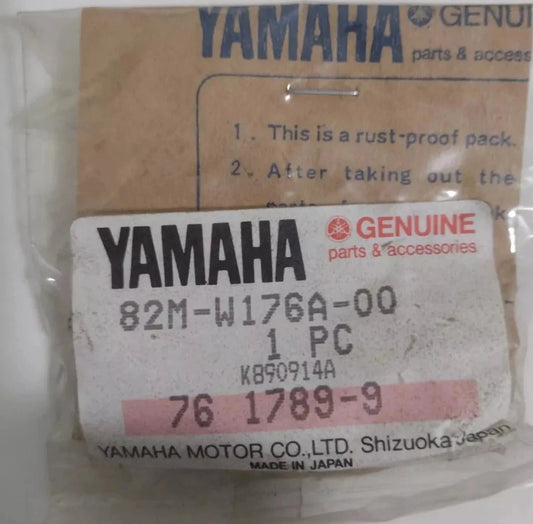 YAMAHA GENUI
parts & access
1. This is a rust-proof pack.
2. After taking out the
YAMAHA GENUINE
parts & accessories
82M-W176A-00
1 PC
K890914A
76 1789-9
YAMAHA MOTOR CO.,LTD. Shizuoka Japan
MADE IN JAPAN